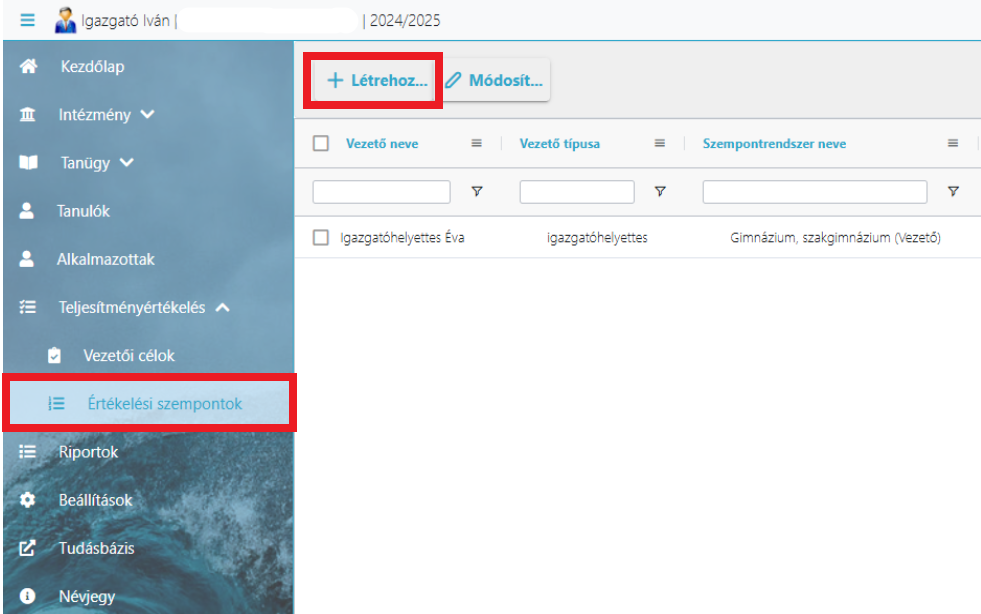 Igazgató Iván | | 2024/2025
Kezdőlap
Intézmény
Tanügy
Tanulók
Alkalmazottak
Teljesítményértékelés
Vezetői célok
Értékelési szempontok
Riportok
Beállítások
Tudásbázis
Névjegy
Létrehoz... Módosít...
Vezető neve Vezető típusa Szempontrendszer neve
Igazgatóhelyettes Éva igazgatóhelyettes Gimnázium, szakgimnázium (Vezető)